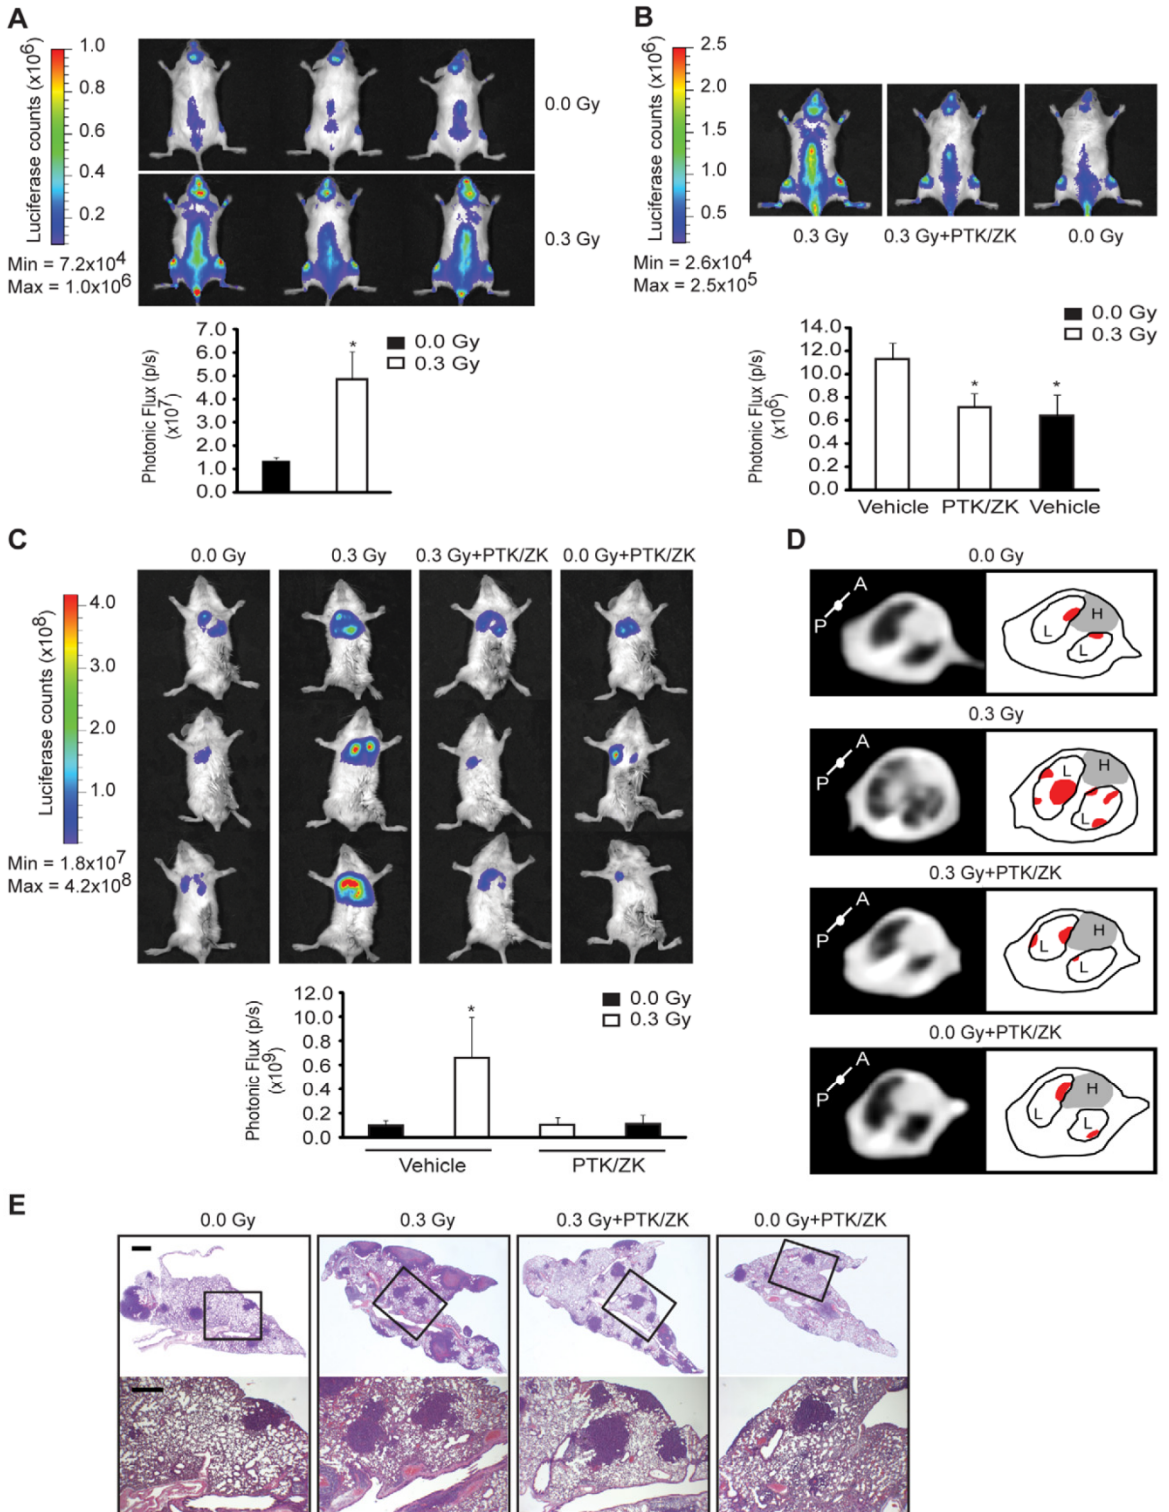 A
Luciferase counts (x10⁶)
1.0
0.8
0.6
0.4
0.2
Min = 7.2x10⁴
Max = 1.0x10⁶
0.0 Gy
0.3 Gy
Photonic Flux (p/s)
(x10⁷)
7.0
6.0
5.0
4.0
3.0
2.0
1.0
0.0
*
0.0 Gy
0.3 Gy
B
Luciferase counts (x10⁶)
2.5
2.0
1.5
1.0
0.5
Min = 2.6x10⁴
Max = 2.5x10⁵
0.3 Gy
0.3 Gy+PTK/ZK
0.0 Gy
Photonic Flux (p/s)
(x10⁶)
14.0
12.0
10.0
0.8
0.6
0.4
0.2
0.0
*
*
0.0 Gy
0.3 Gy
Vehicle
PTK/ZK
Vehicle
C
0.0 Gy
0.3 Gy
0.3 Gy+PTK/ZK
0.0 Gy+PTK/ZK
Luciferase counts (x10⁸)
4.0
3.0
2.0
1.0
Min = 1.8x10⁷
Max = 4.2x10⁸
Photonic Flux (p/s)
(x10⁹)
12.0
10.0
0.8
0.6
0.4
0.2
0.0
*
0.0 Gy
0.3 Gy
Vehicle
PTK/ZK
D
0.0 Gy
A
P
H
L
L
0.3 Gy
A
P
L
H
L
0.3 Gy+PTK/ZK
A
P
H
L
L
0.0 Gy+PTK/ZK
A
P
H
L
L
E
0.0 Gy
0.3 Gy
0.3 Gy+PTK/ZK
0.0 Gy+PTK/ZK